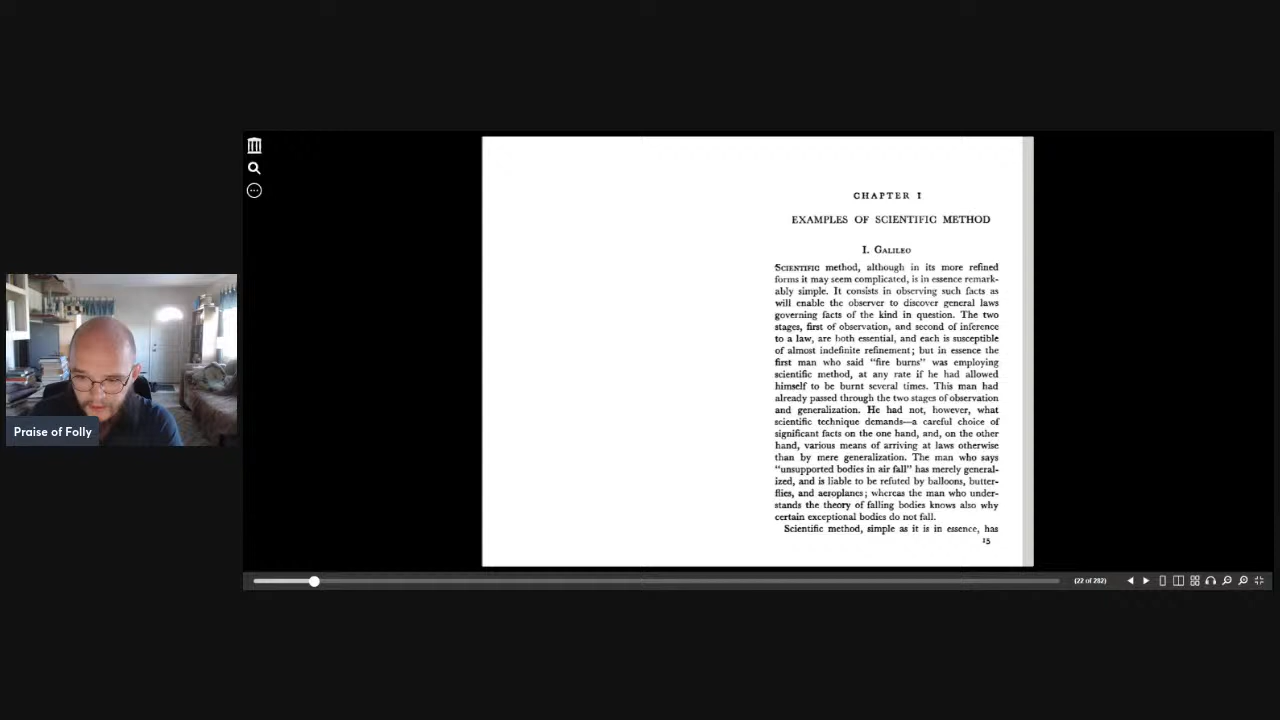 CHAPTER I
EXAMPLES OF SCIENTIFIC METHOD
I. GALILEO
SCIENTIFIC method, although in its more refined
forms it may seem complicated, is in essence remark-
ably simple. It consists in observing such facts as
will enable the observer to discover general laws
governing facts of the kind in question. The two
stages, first of observation, and second of inference
to a law, are both essential, and each is susceptible
of almost indefinite refinement; but in essence the
first man who said "fire burns" was employing
scientific method, at any rate if he had allowed
himself to be burnt several times. This man had
already passed through the two stages of observation
and generalization. He had not, however, what
scientific technique demands—a careful choice of
significant facts on the one hand, and, on the other
hand, various means of arriving at laws otherwise
than by mere generalization. The man who says
"unsupported bodies in air fall" has merely general-
ized, and is liable to be refuted by balloons, butter-
flies, and aeroplanes; whereas the man who under-
stands the theory of falling bodies knows also why
certain exceptional bodies do not fall.
Scientific method, simple as it is in essence, has
15
Praise of Folly
(22 of 282)